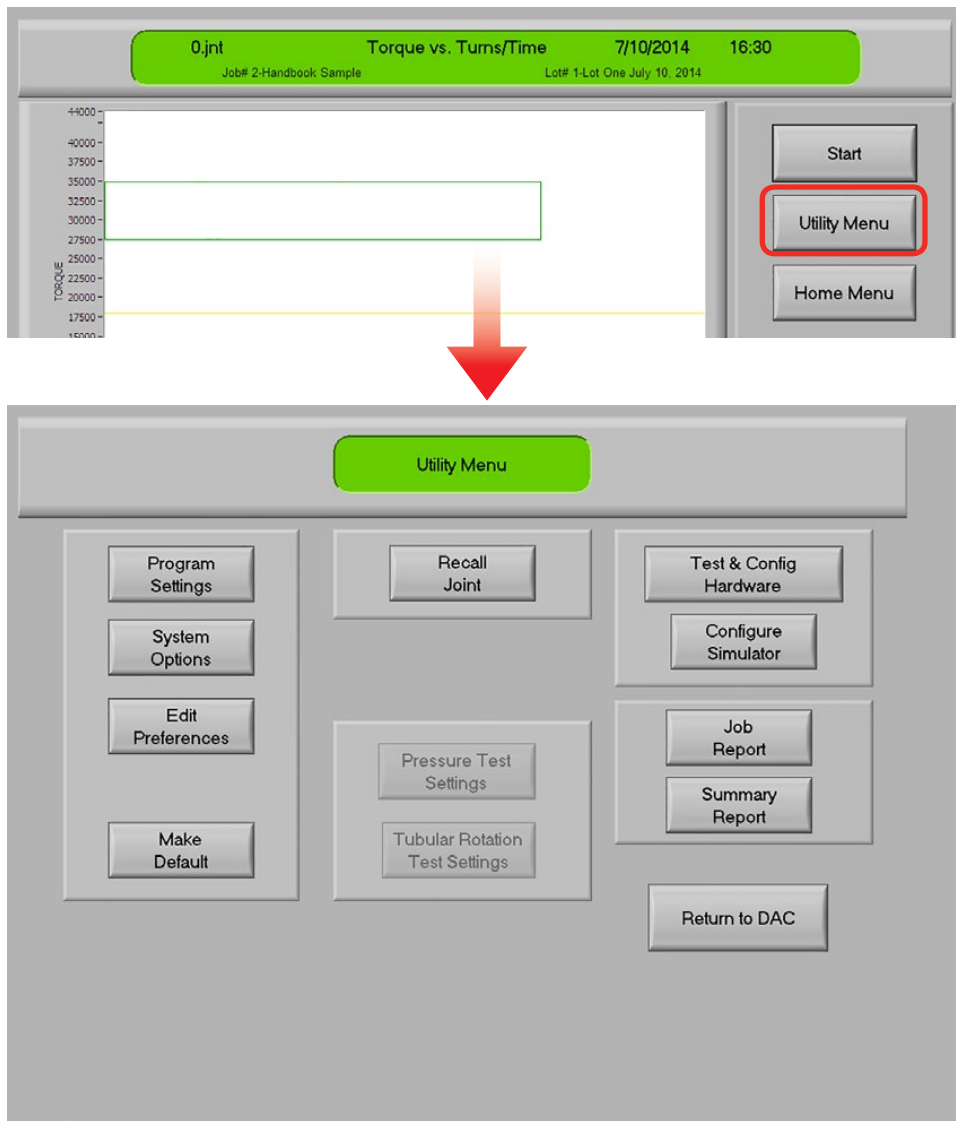 0.jnt Torque vs. Turns/Time 7/10/2014 16:30
Job# 2-Handbook Sample Lot# 1-Lot One July 10, 2014
44000
40000
37500
35000
32500
30000
27500
25000
22500
20000
17500
15000
TORQUE
Start
Utility Menu
Home Menu
Utility Menu
Program
Settings
System
Options
Edit
Preferences
Make
Default
Recall
Joint
Pressure Test
Settings
Tubular Rotation
Test Settings
Test & Config
Hardware
Configure
Simulator
Job
Report
Summary
Report
Return to DAC